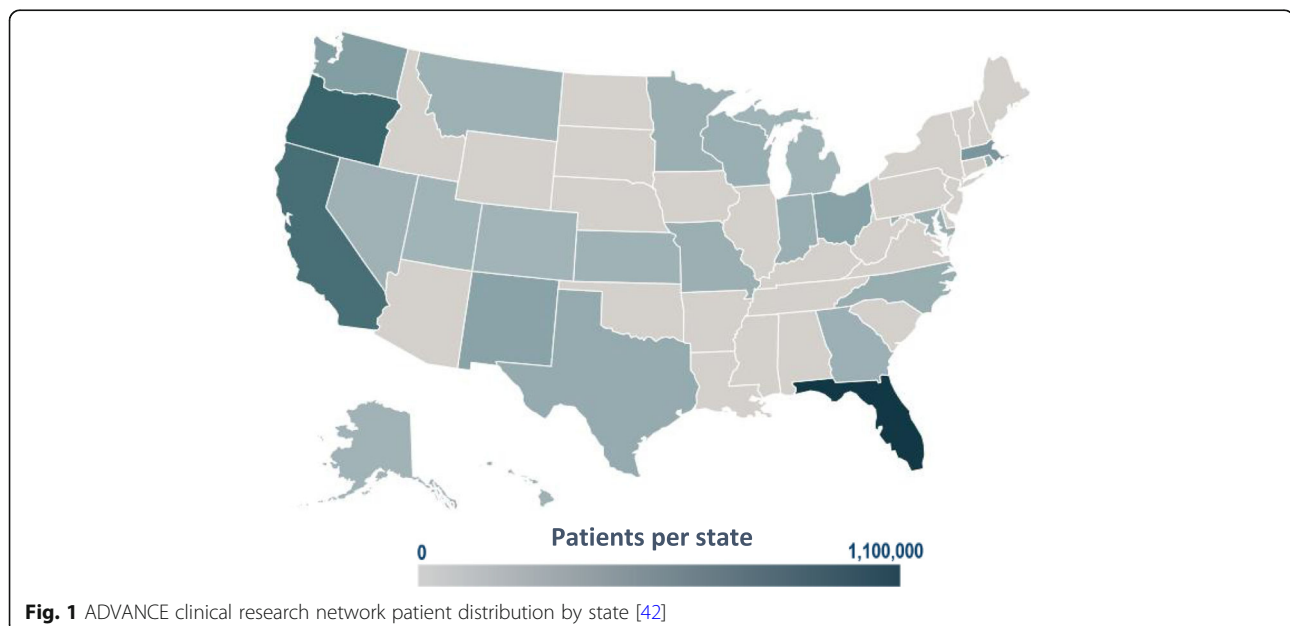 Patients per state
0 1,100,000
Fig. 1 ADVANCE clinical research network patient distribution by state [42]